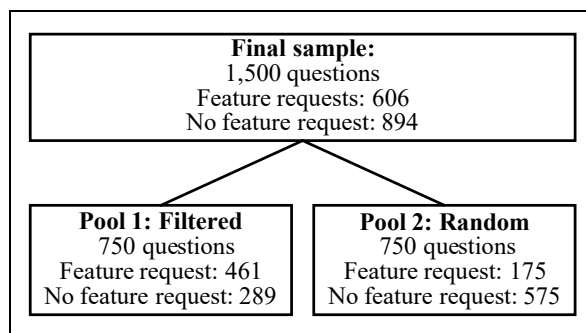 Final sample:
1,500 questions
Feature requests: 606
No feature request: 894
Pool 1: Filtered
750 questions
Feature request: 461
No feature request: 289
Pool 2: Random
750 questions
Feature request: 175
No feature request: 575